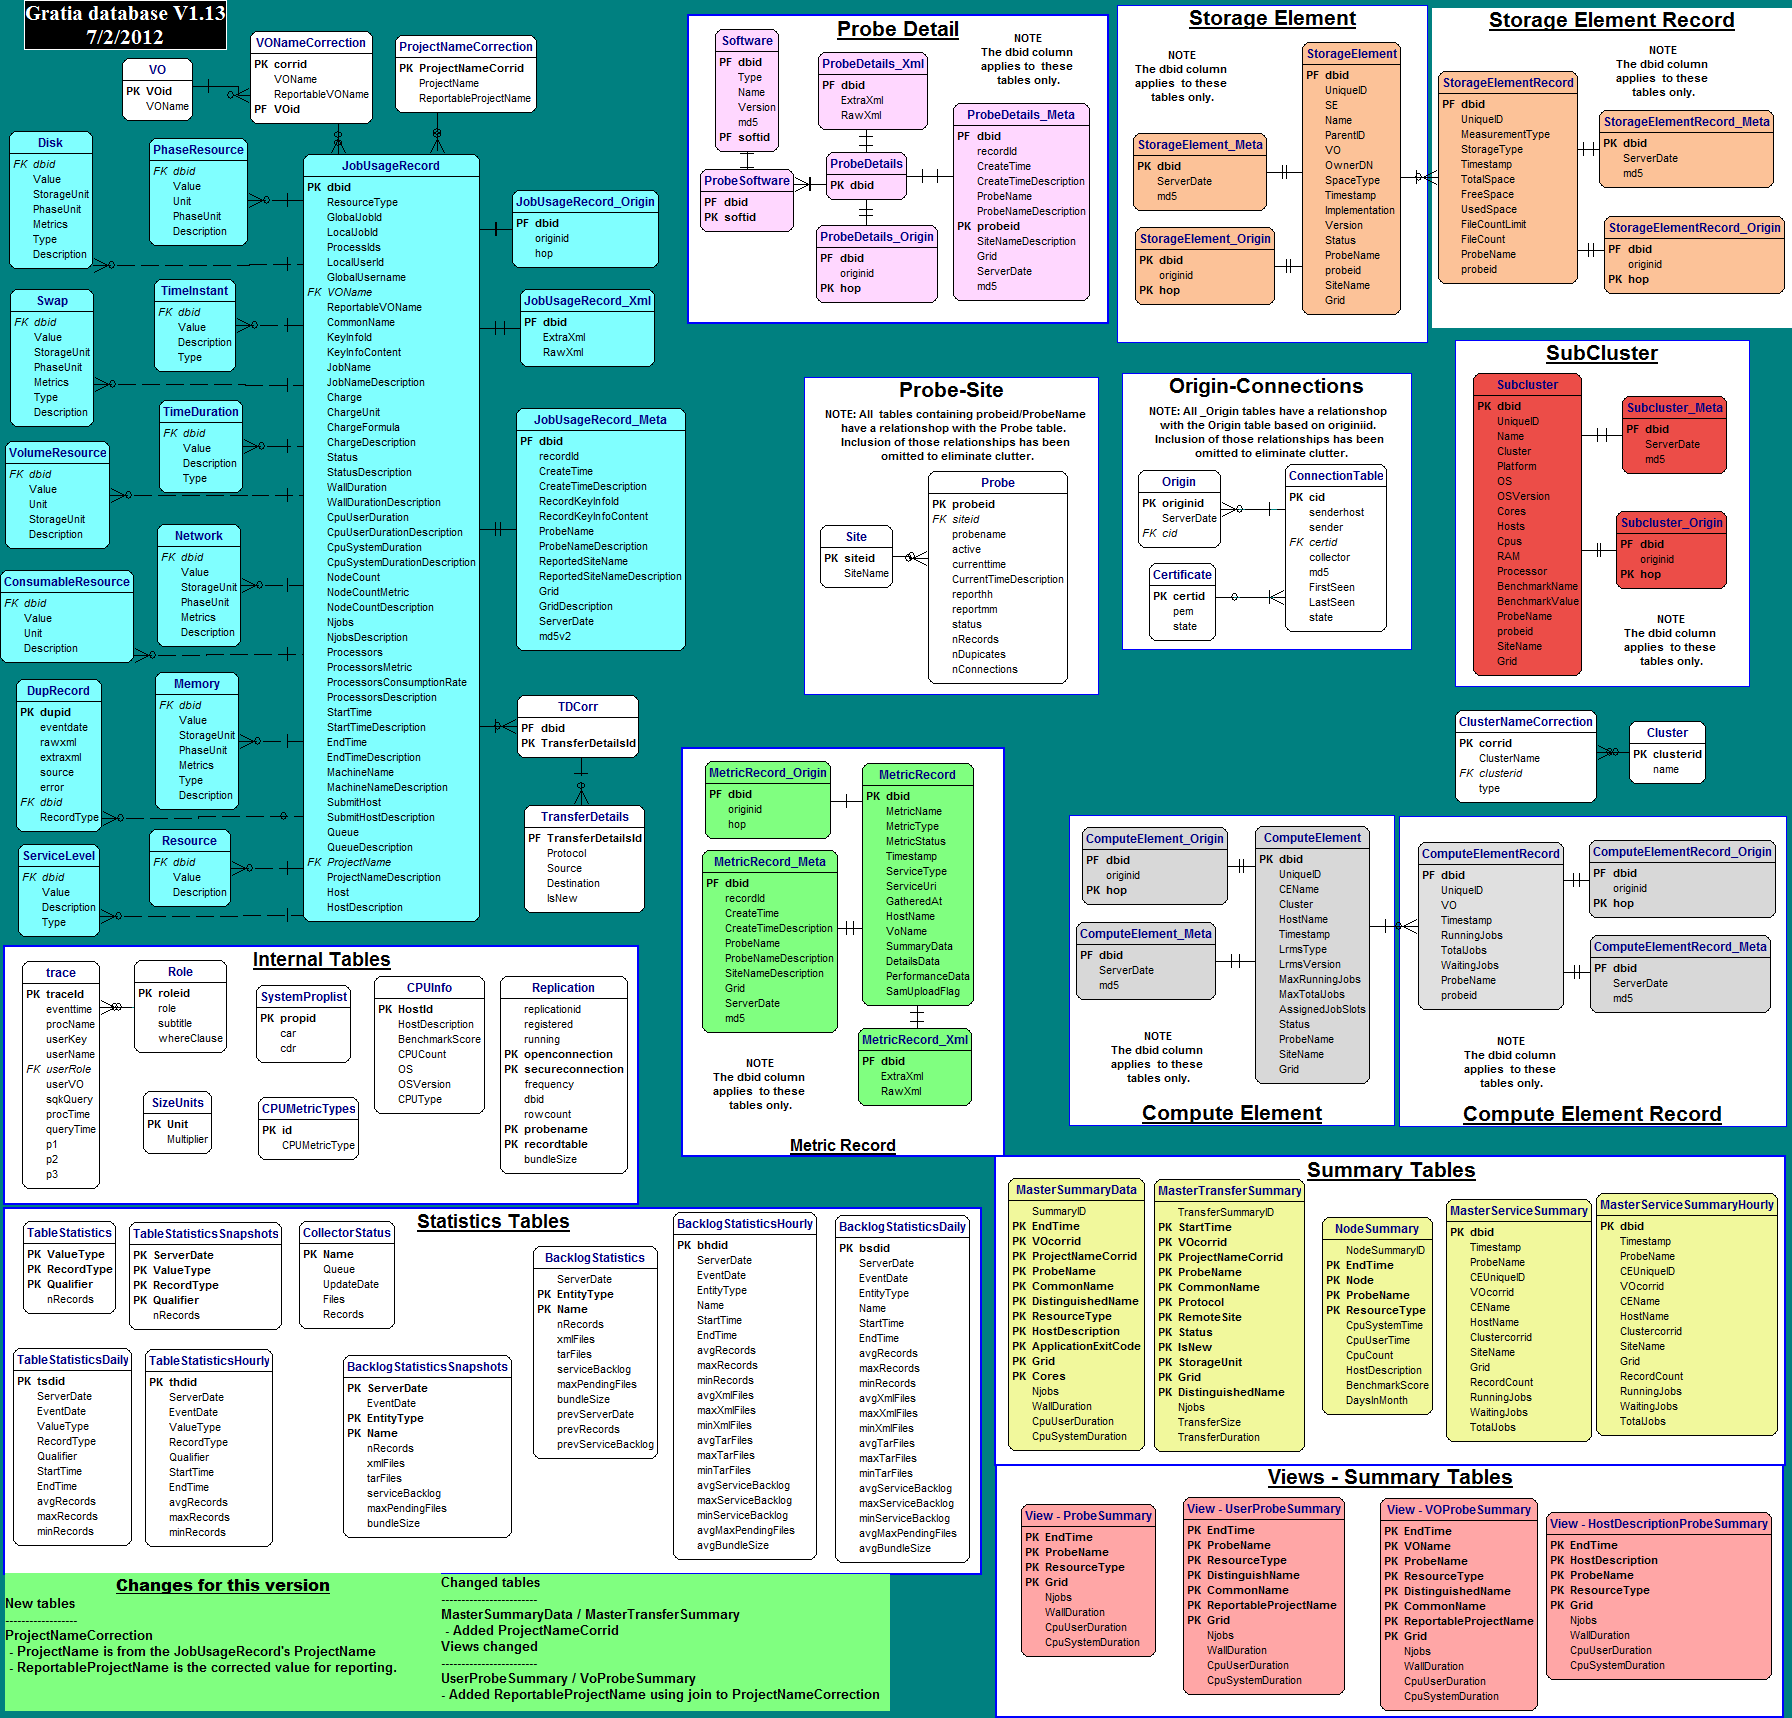 Gratia database V1.13
7/2/2012
VO
PK VOid
VOName
VONameCorrection
PK corrid
VOName
ReportableVOName
PF VOid
ProjectNameCorrection
PK ProjectNameCorrid
ProjectName
ReportableProjectName
Disk
FK dbid
Value
StorageUnit
PhaseUnit
Metrics
Type
Description
PhaseResource
FK dbid
Value
Unit
PhaseUnit
Description
Swap
FK dbid
Value
StorageUnit
PhaseUnit
Metrics
Type
Description
TimeInstant
FK dbid
Value
Description
Type
TimeDuration
FK dbid
Value
Description
Type
VolumeResource
FK dbid
Value
Unit
StorageUnit
Description
Network
FK dbid
Value
StorageUnit
PhaseUnit
Metrics
Description
ConsumableResource
FK dbid
Value
Unit
Description
DupRecord
PK dupid
eventdate
rawxml
extraxml
source
error
FK dbid
RecordType
Memory
FK dbid
Value
StorageUnit
PhaseUnit
Metrics
Type
Description
Resource
FK dbid
Value
Description
ServiceLevel
FK dbid
Value
Description
Type
JobUsageRecord
PK dbid
ResourceType
GlobalJobId
LocalJobId
ProcessIds
LocalUserId
GlobalUsername
FK VOName
ReportableVOName
CommonName
KeyInfoId
KeyInfoContent
JobName
JobNameDescription
Charge
ChargeUnit
ChargeFormula
ChargeDescription
Status
StatusDescription
WallDuration
WallDurationDescription
CpuUserDuration
CpuUserDurationDescription
CpuSystemDuration
CpuSystemDurationDescription
NodeCount
NodeCountMetric
NodeCountDescription
Njobs
NjobsDescription
Processors
ProcessorsMetric
ProcessorsConsumptionRate
ProcessorsDescription
StartTime
StartTimeDescription
EndTime
EndTimeDescription
MachineName
MachineNameDescription
SubmitHost
SubmitHostDescription
Queue
QueueDescription
FK ProjectName
ProjectNameDescription
Host
HostDescription
JobUsageRecord_Origin
PF dbid
originid
hop
JobUsageRecord_Xml
PF dbid
ExtraXml
RawXml
JobUsageRecord_Meta
PF dbid
recordId
CreateTime
CreateTimeDescription
RecordKeyInfoId
RecordKeyInfoContent
ProbeName
ProbeNameDescription
ReportedSiteName
ReportedSiteNameDescription
Grid
GridDescription
ServerDate
md5v2
TDCorr
PF dbid
PK TransferDetailsId
TransferDetails
PF TransferDetailsId
Protocol
Source
Destination
IsNew
Probe Detail
NOTE
The dbid column
applies to these
tables only.
Software
PF dbid
Type
Name
Version
md5
PF softid
ProbeDetails_Xml
PF dbid
ExtraXml
RawXml
ProbeDetails_Meta
PF dbid
recordId
CreateTime
CreateTimeDescription
ProbeName
ProbeNameDescription
PK probeid
SiteNameDescription
Grid
ServerDate
md5
ProbeSoftware
PF dbid
PK softid
ProbeDetails
PK dbid
ProbeDetails_Origin
PF dbid
originid
PK hop
Storage Element
NOTE
The dbid column
applies to these
tables only.
StorageElement
PF dbid
UniqueID
SE
Name
ParentID
VO
OwnerDN
SpaceType
Timestamp
Implementation
Version
Status
ProbeName
probeid
SiteName
Grid
StorageElement_Meta
PK dbid
ServerDate
md5
StorageElement_Origin
PK dbid
originid
PK hop
Storage Element Record
NOTE
The dbid column
applies to these
tables only.
StorageElementRecord
PF dbid
UniqueID
MeasurementType
StorageType
Timestamp
TotalSpace
FreeSpace
UsedSpace
FileCountLimit
FileCount
ProbeName
probeid
StorageElementRecord_Meta
PK dbid
ServerDate
md5
StorageElementRecord_Origin
PF dbid
originid
PK hop
Probe-Site
NOTE: All tables containing probeid/ProbeName
have a relationshop with the Probe table.
Inclusion of those relationships has been
omitted to eliminate clutter.
Site
PK siteid
SiteName
Probe
PK probeid
FK siteid
probename
active
currenttime
CurrentTimeDescription
reporthh
reportmm
status
nRecords
nDupicates
nConnections
Origin-Connections
NOTE: All _Origin tables have a relationshop
with the Origin table based on originiid.
Inclusion of those relationships has been
omitted to eliminate clutter.
Origin
PK originid
ServerDate
FK cid
Certificate
PK certid
pem
state
ConnectionTable
PK cid
senderhost
sender
FK certid
collector
md5
FirstSeen
LastSeen
state
SubCluster
Subcluster
PK dbid
UniqueID
Name
Cluster
Platform
OS
OSVersion
Cores
Hosts
Cpus
RAM
Processor
BenchmarkName
BenchmarkValue
ProbeName
probeid
SiteName
Grid
Subcluster_Meta
PF dbid
ServerDate
md5
Subcluster_Origin
PF dbid
originid
PK hop
NOTE
The dbid column
applies to these
tables only.
ClusterNameCorrection
PK corrid
ClusterName
FK clusterid
type
Cluster
PK clusterid
name
MetricRecord_Origin
PF dbid
originid
hop
MetricRecord_Meta
PF dbid
recordId
CreateTime
CreateTimeDescription
ProbeName
ProbeNameDescription
SiteNameDescription
Grid
ServerDate
md5
MetricRecord
PK dbid
MetricName
MetricType
MetricStatus
Timestamp
ServiceType
ServiceUri
GatheredAt
HostName
VoName
SummaryData
DetailsData
PerformanceData
SamUploadFlag
MetricRecord_Xml
PF dbid
ExtraXml
RawXml
NOTE
The dbid column
applies to these
tables only.
Metric Record
ComputeElement_Origin
PF dbid
originid
PK hop
ComputeElement_Meta
PF dbid
ServerDate
md5
ComputeElement
PK dbid
UniqueID
CEName
Cluster
HostName
Timestamp
LrmsType
LrmsVersion
MaxRunningJobs
MaxTotalJobs
AssignedJobSlots
Status
ProbeName
SiteName
Grid
NOTE
The dbid column
applies to these
tables only.
Compute Element
ComputeElementRecord
PF dbid
UniqueID
VO
Timestamp
RunningJobs
TotalJobs
WaitingJobs
ProbeName
probeid
ComputeElementRecord_Origin
PF dbid
originid
PK hop
ComputeElementRecord_Meta
PF dbid
ServerDate
md5
NOTE
The dbid column
applies to these
tables only.
Compute Element Record
Internal Tables
trace
PK traceId
eventtime
procName
userKey
userName
FK userRole
userVO
sqkQuery
procTime
queryTime
p1
p2
p3
Role
PK roleid
role
subtitle
whereClause
SizeUnits
PK Unit
Multiplier
SystemProplist
PK propid
car
cdr
CPUMetricTypes
PK id
CPUMetricType
CPUInfo
PK HostId
HostDescription
BenchmarkScore
CPUCount
OS
OSVersion
CPUType
Replication
replicationid
registered
running
PK openconnection
PK secureconnection
frequency
dbid
rowcount
PK probename
PK recordtable
bundleSize
Statistics Tables
TableStatistics
PK ValueType
PK RecordType
PK Qualifier
nRecords
TableStatisticsSnapshots
PK ServerDate
PK ValueType
PK RecordType
PK Qualifier
nRecords
CollectorStatus
PK Name
Queue
UpdateDate
Files
Records
TableStatisticsDaily
PK tsdid
ServerDate
EventDate
ValueType
RecordType
Qualifier
StartTime
EndTime
avgRecords
maxRecords
minRecords
TableStatisticsHourly
PK thdid
ServerDate
EventDate
ValueType
RecordType
Qualifier
StartTime
EndTime
avgRecords
maxRecords
minRecords
BacklogStatisticsSnapshots
PK ServerDate
EventDate
PK EntityType
PK Name
nRecords
xmlFiles
tarFiles
serviceBacklog
maxPendingFiles
bundleSize
BacklogStatistics
ServerDate
PK EntityType
PK Name
nRecords
xmlFiles
tarFiles
serviceBacklog
maxPendingFiles
bundleSize
prevServerDate
prevRecords
prevServiceBacklog
BacklogStatisticsHourly
PK bhdid
ServerDate
EventDate
EntityType
Name
StartTime
EndTime
avgRecords
maxRecords
minRecords
avgXmlFiles
maxXmlFiles
minXmlFiles
avgTarFiles
maxTarFiles
minTarFiles
avgServiceBacklog
maxServiceBacklog
minServiceBacklog
avgMaxPendingFiles
avgBundleSize
BacklogStatisticsDaily
PK bsdid
ServerDate
EventDate
EntityType
Name
StartTime
EndTime
avgRecords
maxRecords
minRecords
avgXmlFiles
maxXmlFiles
minXmlFiles
avgTarFiles
maxTarFiles
minTarFiles
avgServiceBacklog
maxServiceBacklog
minServiceBacklog
avgMaxPendingFiles
avgBundleSize
Summary Tables
MasterSummaryData
SummaryID
PK EndTime
PK VOcorrid
PK ProjectNameCorrid
PK ProbeName
PK CommonName
PK DistinguishedName
PK ResourceType
PK HostDescription
PK ApplicationExitCode
PK Grid
PK Cores
Njobs
WallDuration
CpuUserDuration
CpuSystemDuration
MasterTransferSummary
TransferSummaryID
PK StartTime
PK VOcorrid
PK ProjectNameCorrid
PK ProbeName
PK CommonName
PK Protocol
PK RemoteSite
PK Status
PK IsNew
PK StorageUnit
PK Grid
PK DistinguishedName
Njobs
TransferSize
TransferDuration
NodeSummary
NodeSummaryID
PK EndTime
PK Node
PK ProbeName
PK ResourceType
CpuSystemTime
CpuUserTime
CpuCount
HostDescription
BenchmarkScore
DaysInMonth
MasterServiceSummary
PK dbid
Timestamp
ProbeName
CEUniqueID
VOcorrid
CEName
HostName
Clustercorrid
SiteName
Grid
RecordCount
RunningJobs
WaitingJobs
TotalJobs
MasterServiceSummaryHourly
PK dbid
Timestamp
ProbeName
CEUniqueID
VOcorrid
CEName
HostName
Clustercorrid
SiteName
Grid
RecordCount
RunningJobs
WaitingJobs
TotalJobs
Views - Summary Tables
View - ProbeSummary
PK EndTime
PK ProbeName
PK ResourceType
PK Grid
Njobs
WallDuration
CpuUserDuration
CpuSystemDuration
View - UserProbeSummary
PK EndTime
PK ProbeName
PK ResourceType
PK DistinguishName
PK CommonName
PK ReportableProjectName
PK Grid
Njobs
WallDuration
CpuUserDuration
CpuSystemDuration
View - VOProbeSummary
PK EndTime
PK VOName
PK ProbeName
PK ResourceType
PK DistinguishedName
PK CommonName
PK ReportableProjectName
PK Grid
Njobs
WallDuration
CpuUserDuration
CpuSystemDuration
View - HostDescriptionProbeSummary
PK EndTime
PK HostDescription
PK ProbeName
PK ResourceType
PK Grid
Njobs
WallDuration
CpuUserDuration
CpuSystemDuration
Changes for this version
New tables
------------------
ProjectNameCorrection
- ProjectName is from the JobUsageRecord's ProjectName
- ReportableProjectName is the corrected value for reporting.
Changed tables
------------------------
MasterSummaryData / MasterTransferSummary
- Added ProjectNameCorrid
Views changed
------------------------
UserProbeSummary / VoProbeSummary
- Added ReportableProjectName using join to ProjectNameCorrection